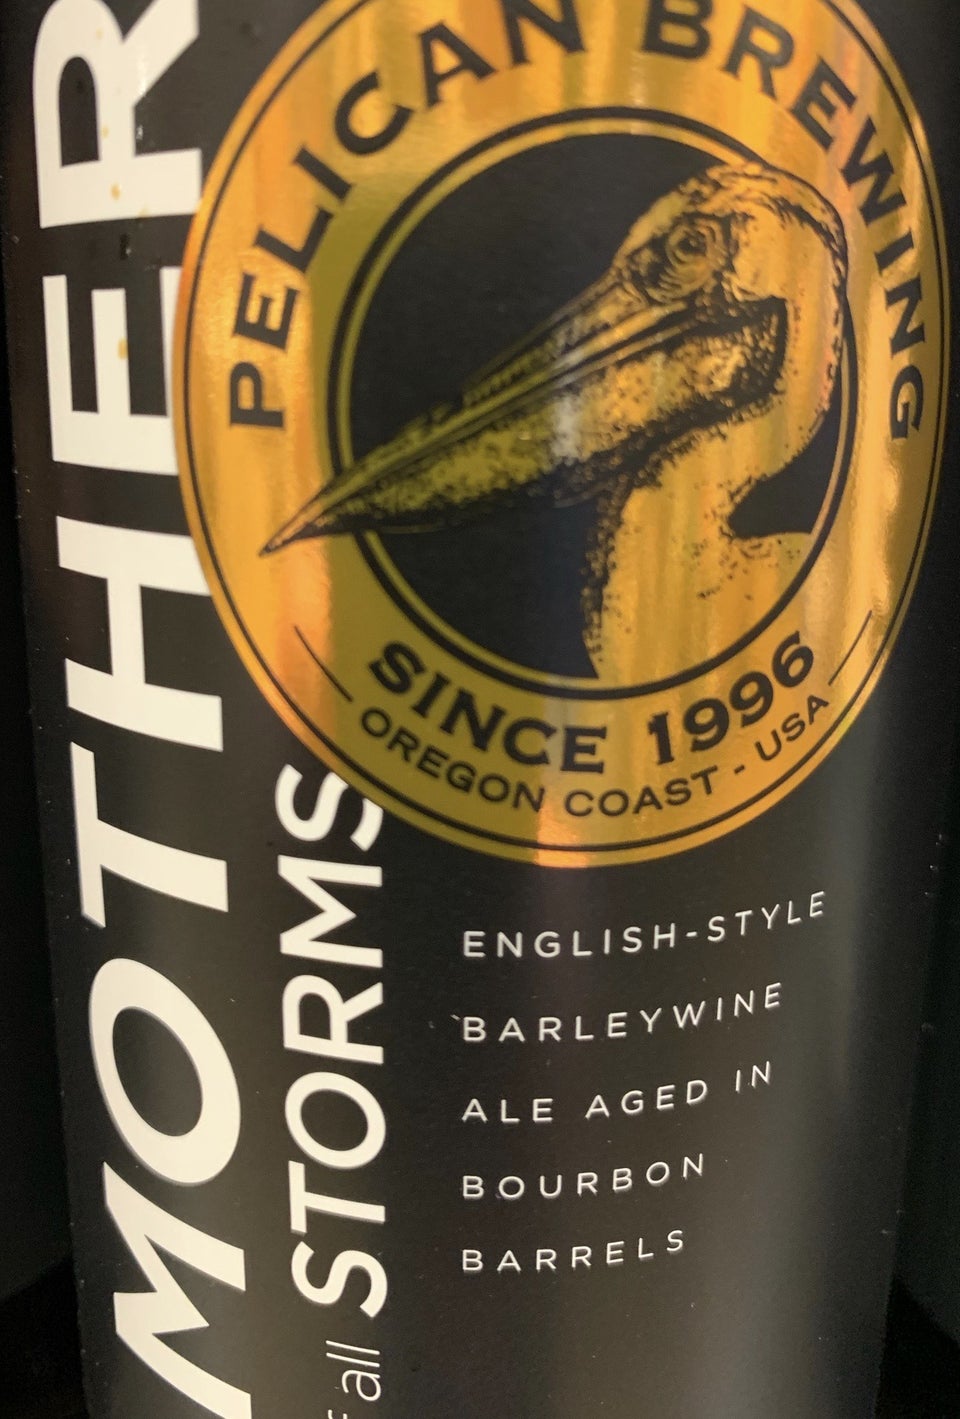 MOTHER
all STORMS
PELICAN BREWING
SINCE 1996
OREGON COAST - USA
ENGLISH-STYLE
BARLEYWINE
ALE AGED IN
BOURBON
BARRELS